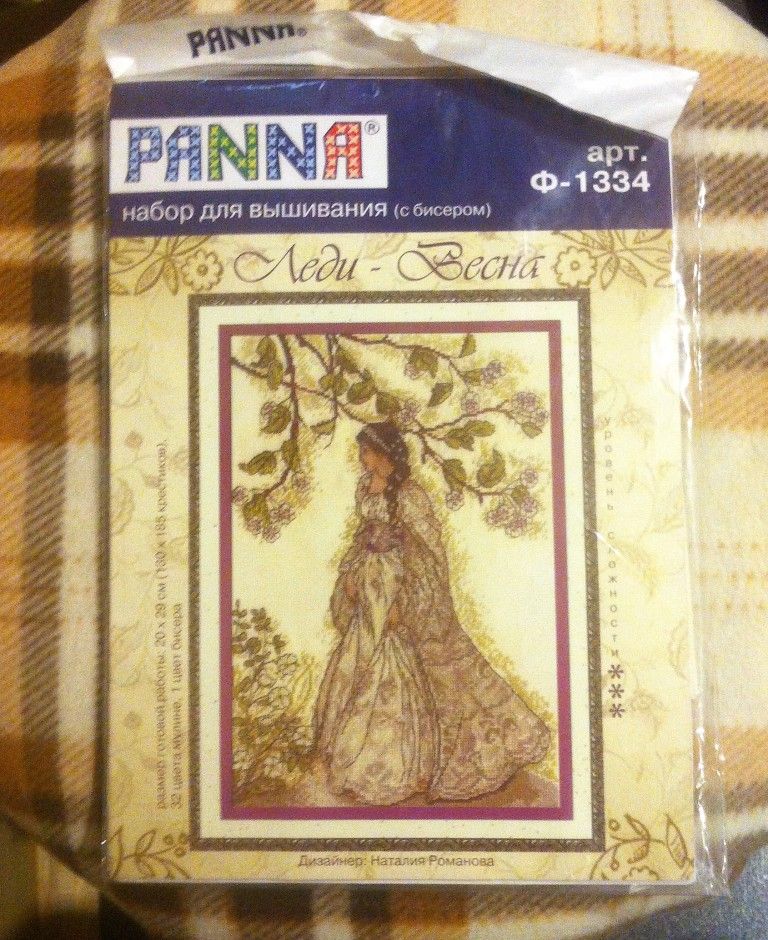 PANNA®
PANNA®
арт.
Ф-1334
набор для вышивания (с бисером)
Леди - Весна
размер готовой работы: 20 x 29 см (130 x 185 крестиков).
32 цвета мулине, 1 цвет бисера
уровень сложности ***
Дизайнер: Наталия Романова